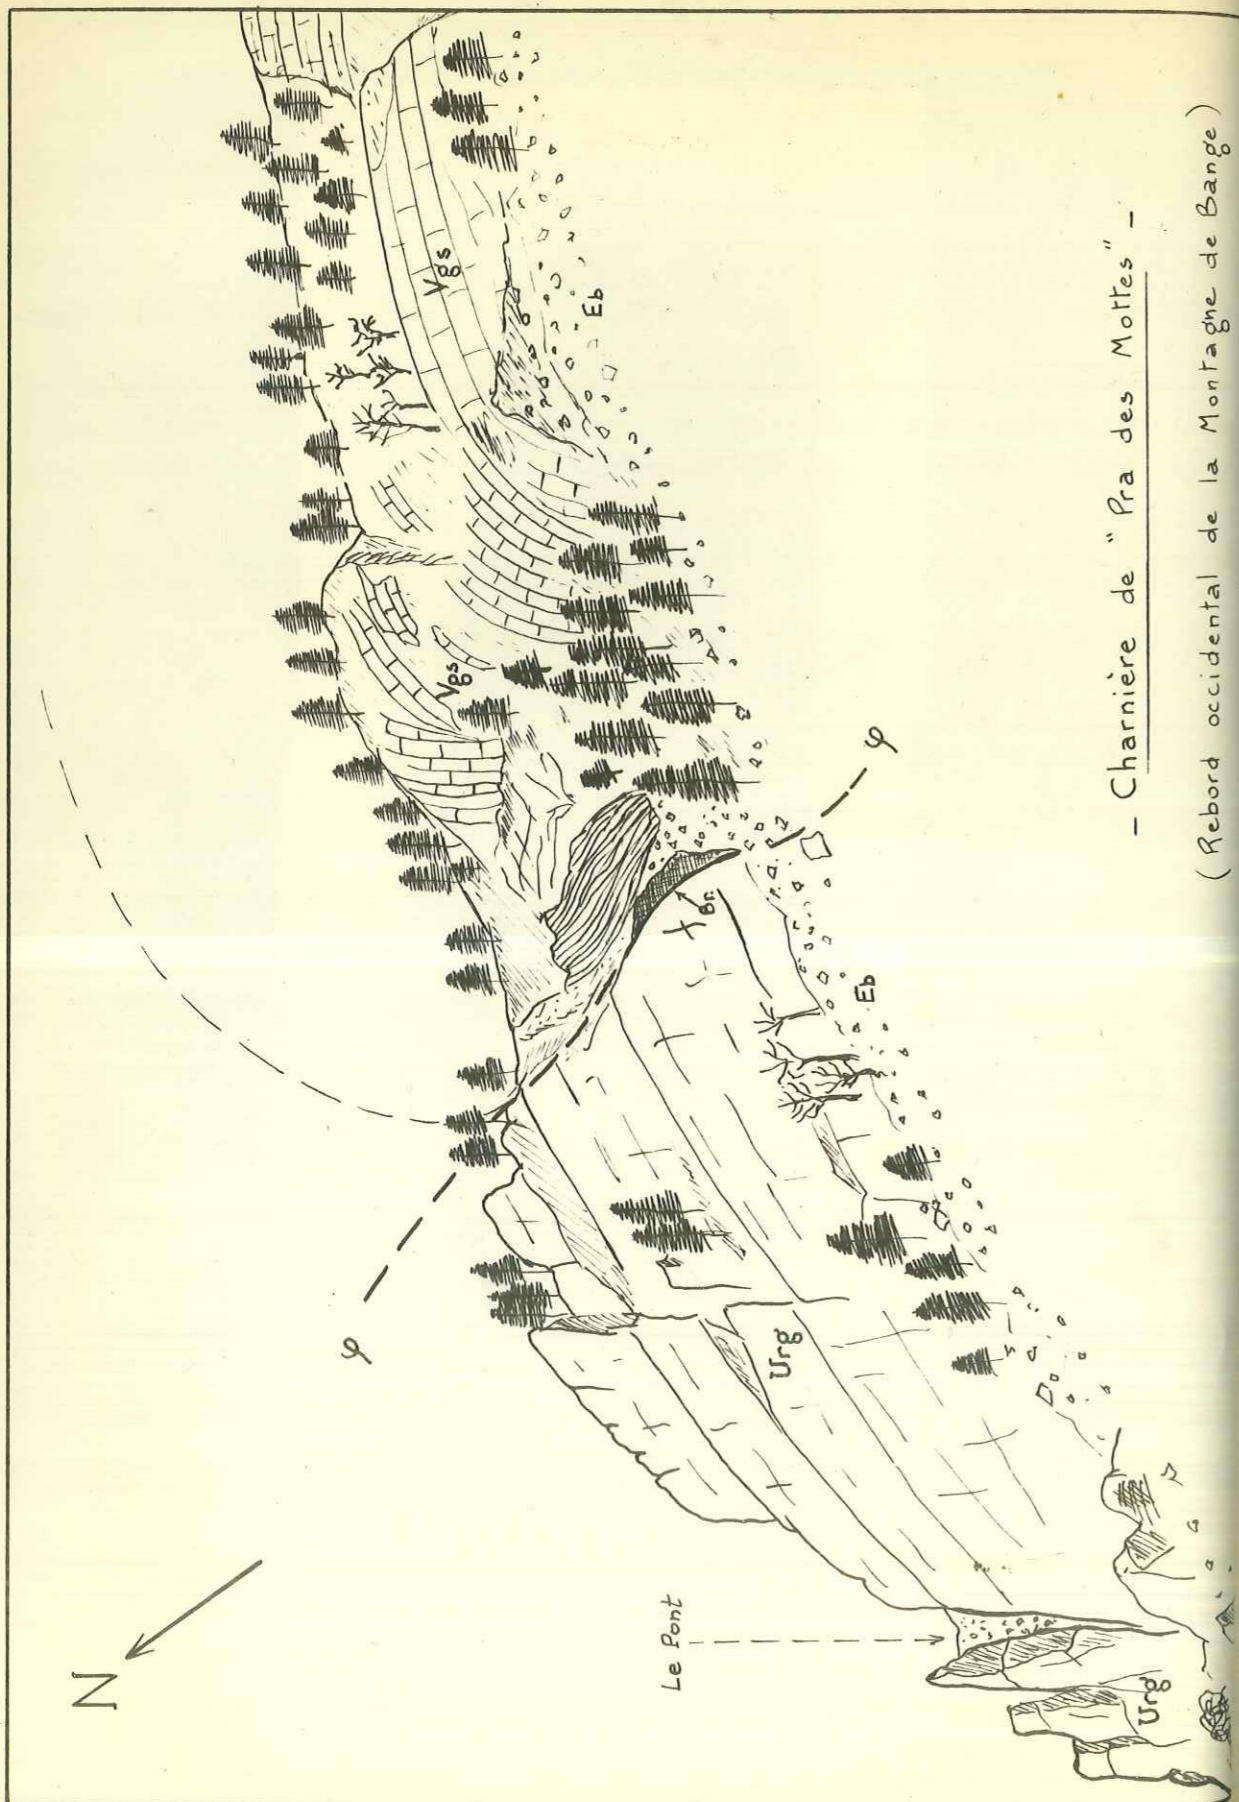 N
φ
Vgs
Vgs
Eb
Le Pont
Br.
Urg
Eb
φ
Urg
- Charnière de "Pra des Mottes" -
(Rebord occidental de la Montagne de Bange)